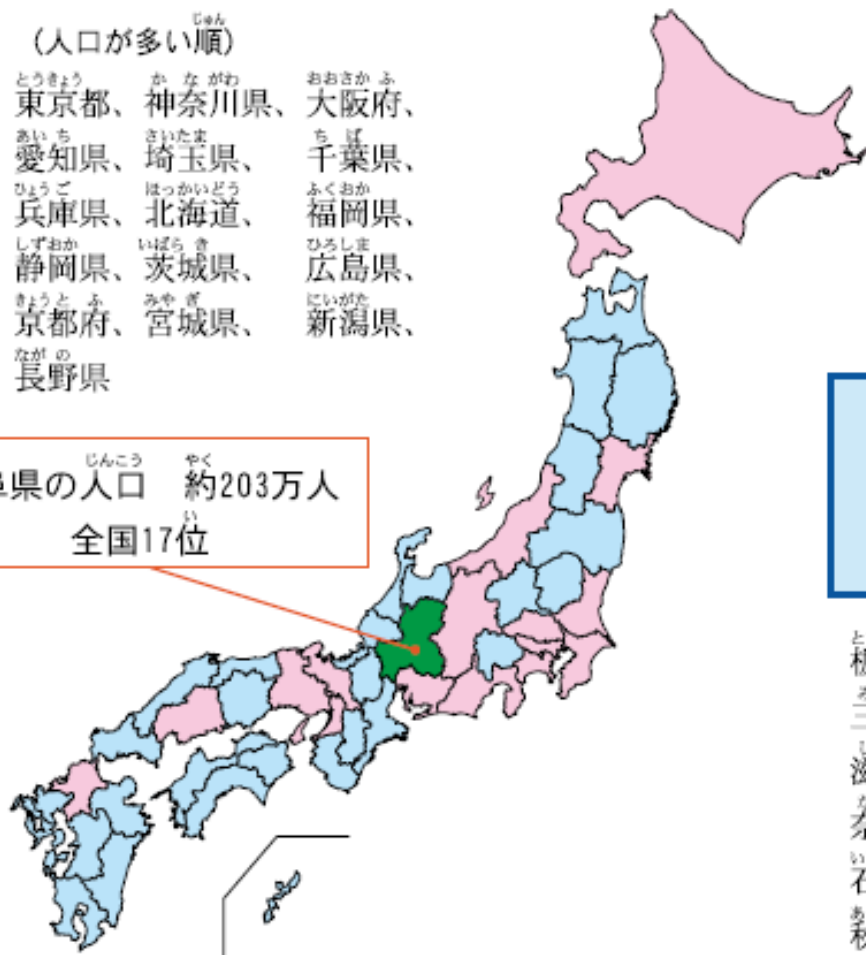 (人口が多い順)
東京都、神奈川県、大阪府、
愛知県、埼玉県、千葉県、
兵庫県、北海道、福岡県、
静岡県、茨城県、広島県、
京都府、宮城県、新潟県、
長野県
県の人口 約203万人
全国17位
石